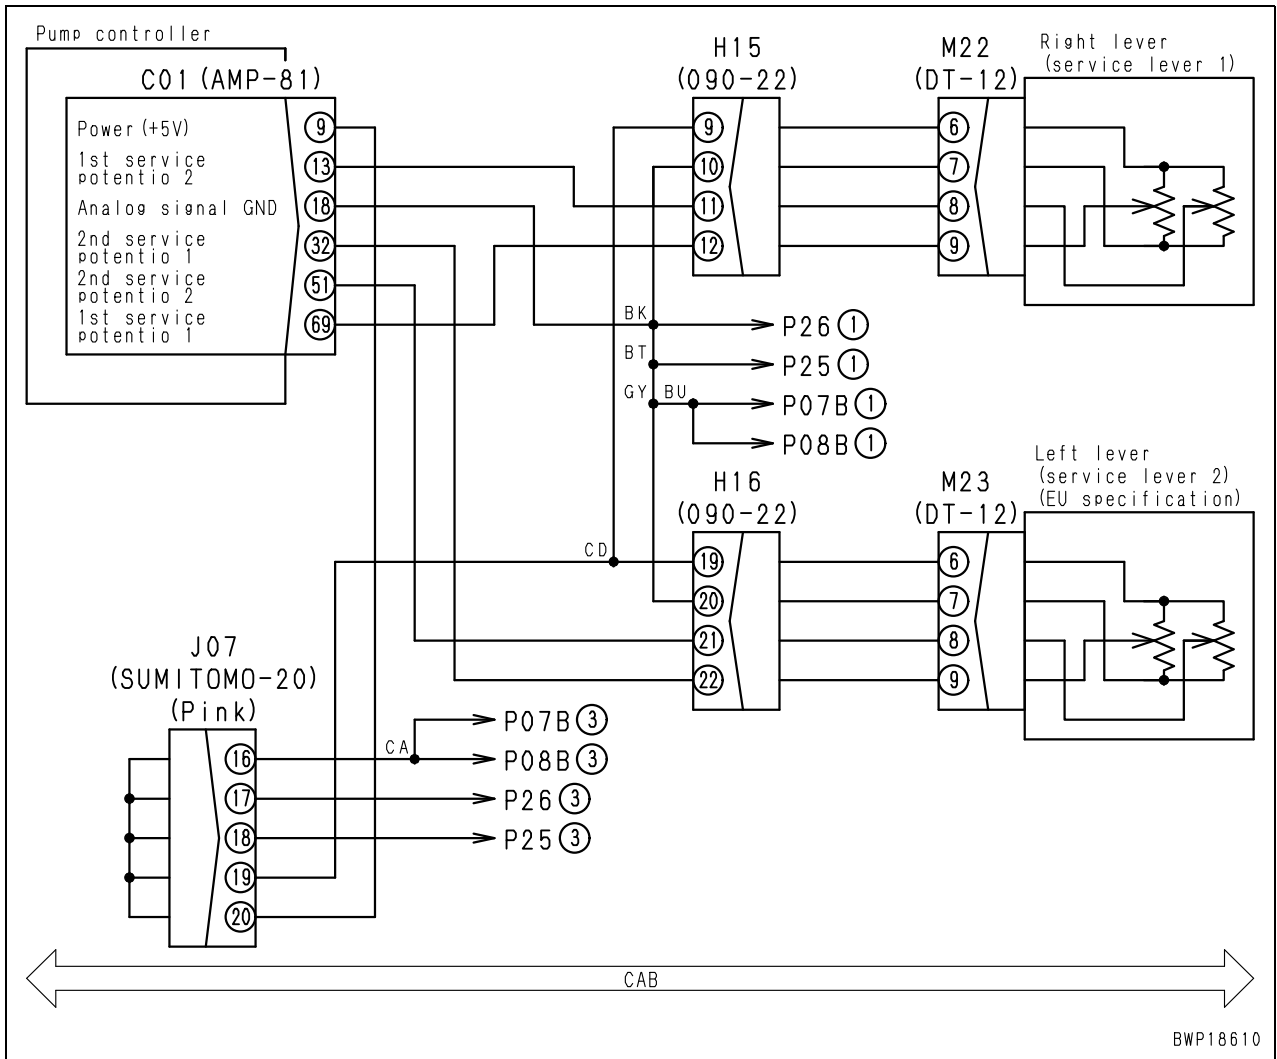 Pump controller
C01 (AMP-81)
Power (+5V)
9
1st service
potentio 2
13
Analog signal GND
18
2nd service
potentio 1
32
2nd service
potentio 2
51
1st service
potentio 1
69
H15
(090-22)
9
10
11
12
M22
(DT-12)
6
7
8
9
Right lever
(service lever 1)
BK
P26 1
BT
P25 1
GY
BU
P07B 1
P08B 1
H16
(090-22)
CD
19
20
21
22
M23
(DT-12)
6
7
8
9
Left lever
(service lever 2)
(EU specification)
J07
(SUMITOMO-20)
(Pink)
16
17
18
19
20
CA
P07B 3
P08B 3
P26 3
P25 3
CAB
BWP18610